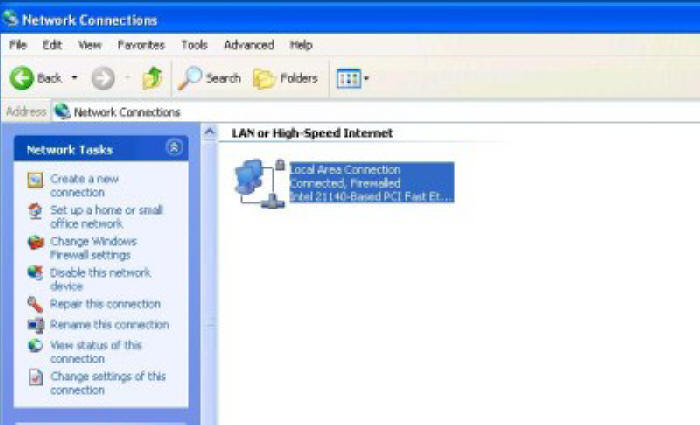 Network Connections
File Edit View Favorites Tools Advanced Help
Back Search Folders
Address Network Connections
Network Tasks
Create a new
connection
Set up a home or small
office network
Change Windows
Firewall settings
Disable this network
device
Repair this connection
Rename this connection
View status of this
connection
Change settings of this
connection
LAN or High-Speed Internet
Local Area Connection
Connected, Firewalled
Intel 21140-Based PCI Fast Et...